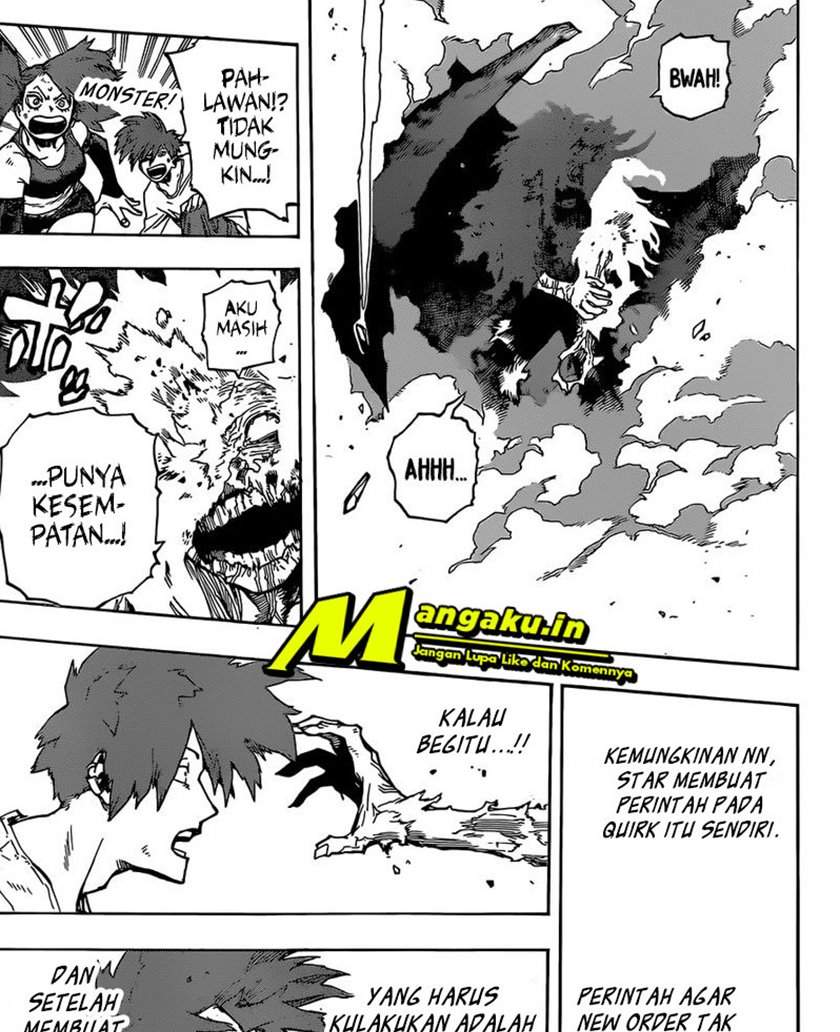 BWAH!
AHHH...
PAH-
LAWAN!?
TIDAK
MUNG-
KIN...!
MONSTER!
AKU
MASIH
...
...PUNYA
KESEM-
PATAN...!
Mangaku.in
Jangan Lupa Like dan Komennya
KEMUNGKINAN NN,
STAR MEMBUAT
PERINTAH PADA
QUIRK ITU SENDIRI.
KALAU
BEGITU...!!
PERINTAH AGAR
NEW ORDER TAK
YANG HARUS
KULAKUKAN ADALAH
DAN
SETELAH
MEMBUAT